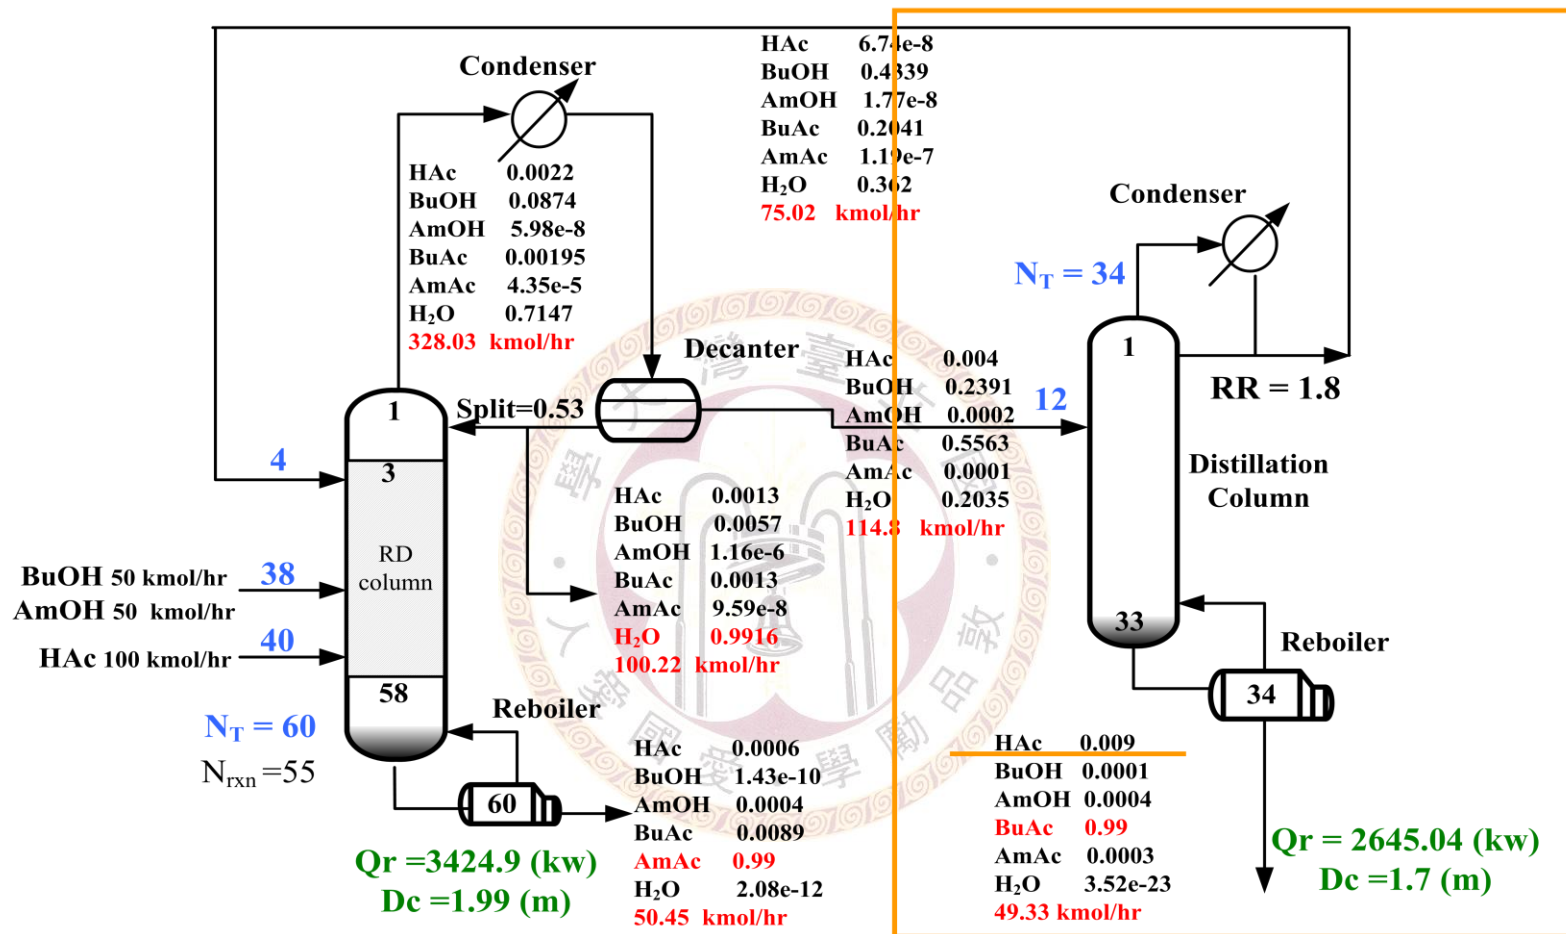 HAc 6.74e-8
BuOH 0.4339
AmOH 1.77e-8
BuAc 0.2041
AmAc 1.19e-7
H₂O 0.362
75.02 kmol/hr
Condenser
HAc 0.0022
BuOH 0.0874
AmOH 5.98e-8
BuAc 0.00195
AmAc 4.35e-5
H₂O 0.7147
328.03 kmol/hr
Condenser
N_T = 34
1
RR = 1.8
Decanter
Split=0.53
HAc 0.004
BuOH 0.2391
AmOH 0.0002
BuAc 0.5563
AmAc 0.0001
H₂O 0.2035
114.8 kmol/hr
12
Distillation
Column
1
3
4
RD
column
38
BuOH 50 kmol/hr
AmOH 50 kmol/hr
40
HAc 100 kmol/hr
58
N_T = 60
N_rxn =55
HAc 0.0013
BuOH 0.0057
AmOH 1.16e-6
BuAc 0.0013
AmAc 9.59e-8
H₂O 0.9916
100.22 kmol/hr
33
Reboiler
34
Reboiler
60
HAc 0.0006
BuOH 1.43e-10
AmOH 0.0004
BuAc 0.0089
AmAc 0.99
H₂O 2.08e-12
50.45 kmol/hr
Qr =3424.9 (kw)
Dc =1.99 (m)
HAc 0.009
BuOH 0.0001
AmOH 0.0004
BuAc 0.99
AmAc 0.0003
H₂O 3.52e-23
49.33 kmol/hr
Qr = 2645.04 (kw)
Dc =1.7 (m)